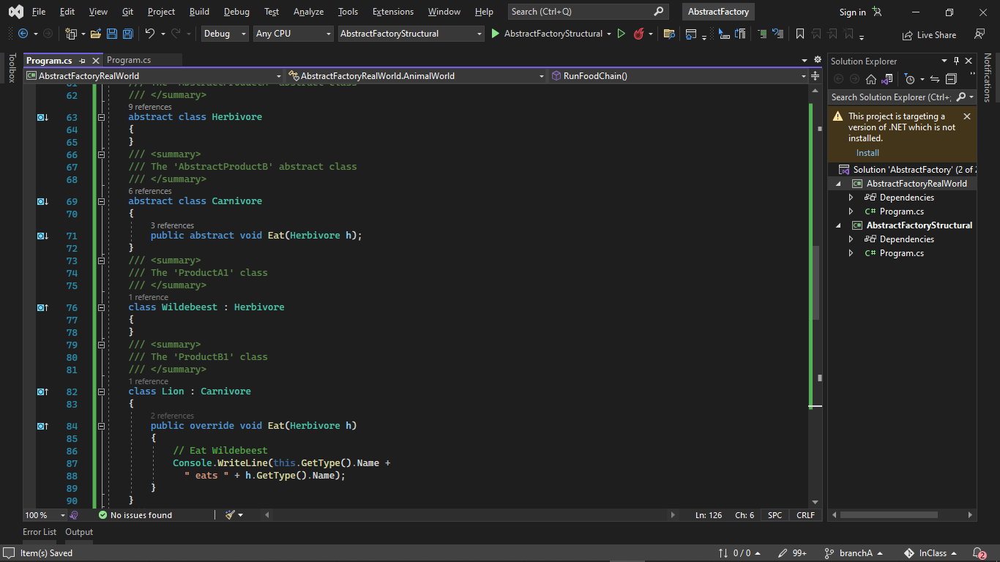 File Edit View Git Project Build Debug Test Analyze Tools Extensions Window Help Search (Ctrl+Q) AbstractFactory Sign in
Debug Any CPU AbstractFactoryStructural AbstractFactoryStructural Live Share
Toolbox
Program.cs Program.cs
AbstractFactoryRealWorld AbstractFactoryRealWorld.AnimalWorld RunFoodChain()
61 /// The 'AbstractProductA' abstract class
62 /// </summary>
9 references
63 abstract class Herbivore
64 {
65 }
66 /// <summary>
67 /// The 'AbstractProductB' abstract class
68 /// </summary>
6 references
69 abstract class Carnivore
70 {
3 references
71 public abstract void Eat(Herbivore h);
72 }
73 /// <summary>
74 /// The 'ProductA1' class
75 /// </summary>
1 reference
76 class Wildebeest : Herbivore
77 {
78 }
79 /// <summary>
80 /// The 'ProductB1' class
81 /// </summary>
1 reference
82 class Lion : Carnivore
83 {
2 references
84 public override void Eat(Herbivore h)
85 {
86 // Eat Wildebeest
87 Console.WriteLine(this.GetType().Name +
88 " eats " + h.GetType().Name);
89 }
90 }
100 % No issues found Ln: 126 Ch: 6 SPC CRLF
Solution Explorer
Search Solution Explorer (Ctrl+;
This project is targeting a
version of .NET which is not
installed.
Install
Solution 'AbstractFactory' (2 of 2
AbstractFactoryRealWorld
Dependencies
C# Program.cs
AbstractFactoryStructural
Dependencies
C# Program.cs
Notifications
Error List Output
Item(s) Saved 0 / 0 99+ branchA InClass 2